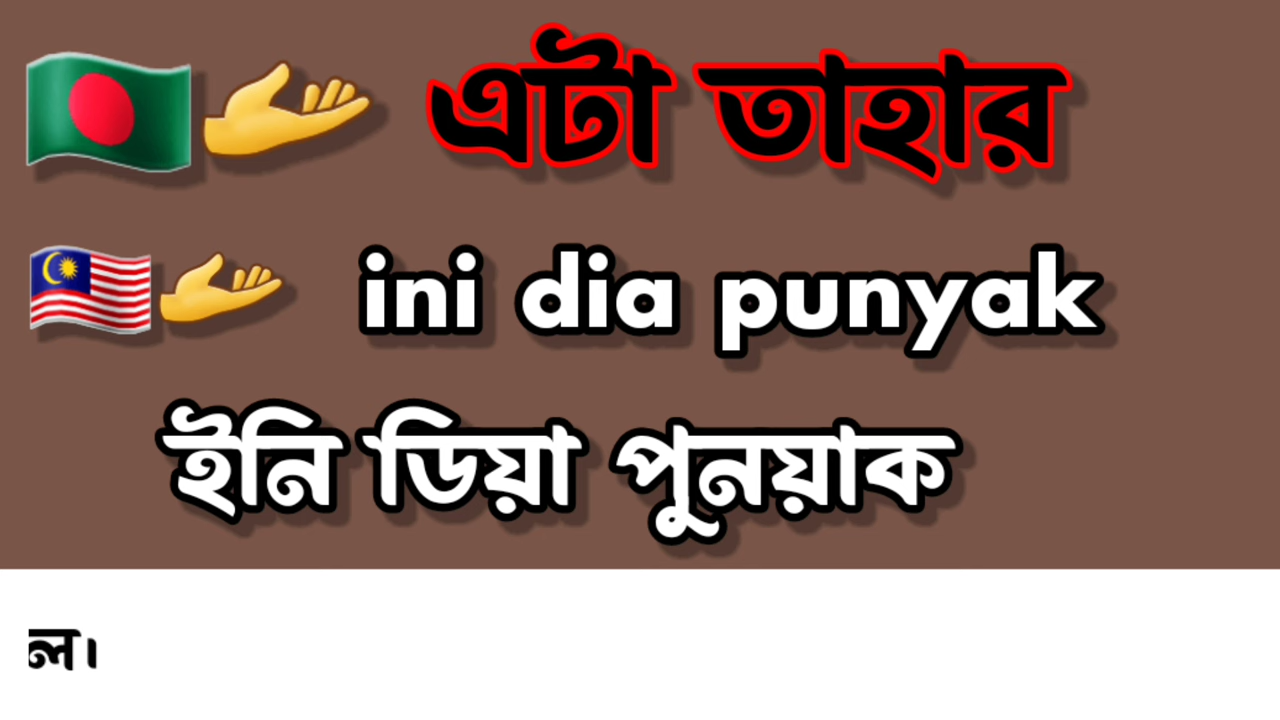 এটা তাহার
ini dia punyak
ইনি ডিয়া পুনয়াক
ল।